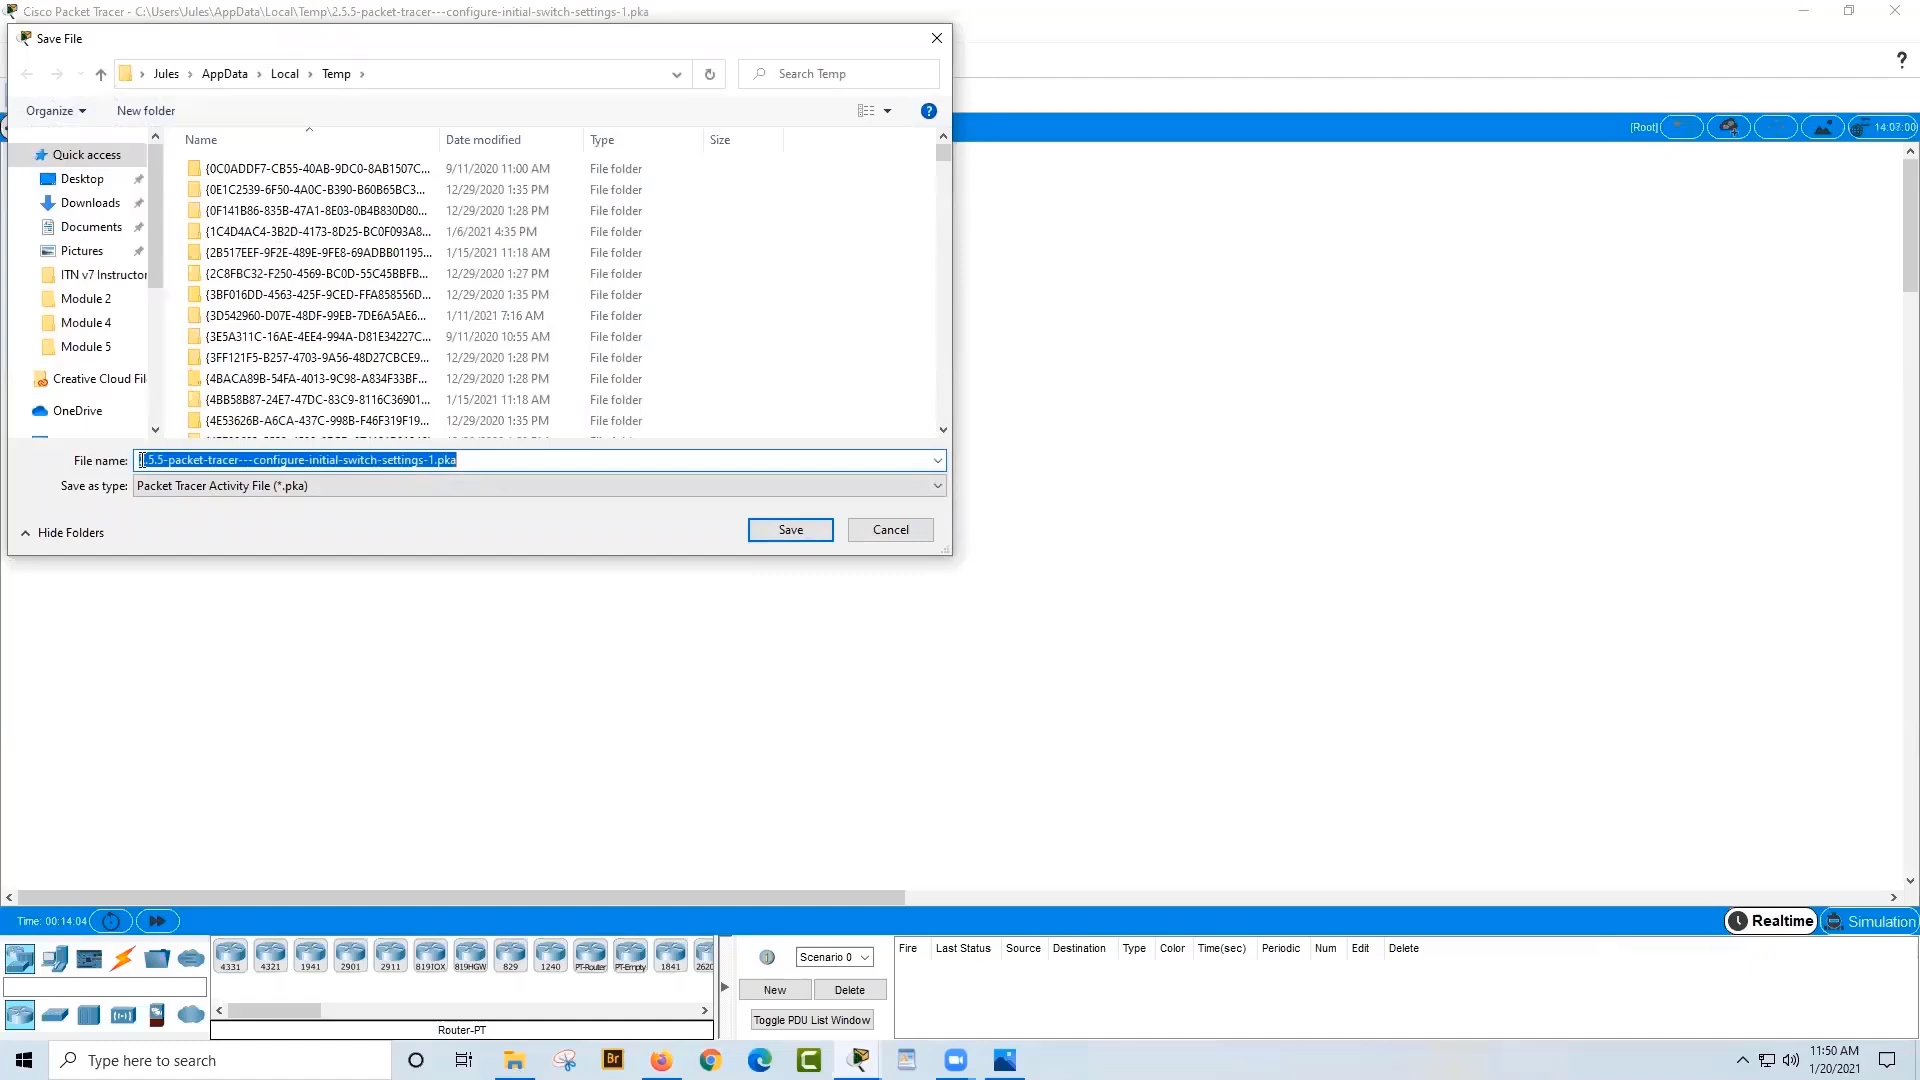 Cisco Packet Tracer - C:\Users\Jules\AppData\Local\Temp\2.5.5-packet-tracer---configure-initial-switch-settings-1.pka
Save File
Jules > AppData > Local > Temp >
Search Temp
Organize
New folder
Name
Date modified
Type
Size
Quick access
Desktop
Downloads
Documents
Pictures
ITN v7 Instructor
Module 2
Module 4
Module 5
Creative Cloud Fil
OneDrive
{0C0ADDF7-CB55-40AB-9DC0-8AB1507C... 9/11/2020 11:00 AM File folder
{0E1C2539-6F50-4A0C-B390-B60B65BC3... 12/29/2020 1:35 PM File folder
{0F141B86-835B-47A1-8E03-0B4B830D80... 12/29/2020 1:28 PM File folder
{1C4D4AC4-3B2D-4173-8D25-BC0F093A8... 1/6/2021 4:35 PM File folder
{2B517EEF-9F2E-489E-9FE8-69ADBB01195... 1/15/2021 11:18 AM File folder
{2C8FBC32-F250-4569-BC0D-55C45BBFB... 12/29/2020 1:27 PM File folder
{3BF016DD-4563-425F-9CED-FFA858556D... 12/29/2020 1:35 PM File folder
{3D542960-D07E-48DF-99EB-7DE6A5AE6... 1/11/2021 7:16 AM File folder
{3E5A311C-16AE-4EE4-994A-D81E34227C... 9/11/2020 10:55 AM File folder
{3FF121F5-B257-4703-9A56-48D27CBCE9... 12/29/2020 1:28 PM File folder
{4BACA89B-54FA-4013-9C98-A834F33BF... 12/29/2020 1:28 PM File folder
{4BB58B87-24E7-47DC-83C9-8116C36901... 1/15/2021 11:18 AM File folder
{4E53626B-A6CA-437C-998B-F46F319F19... 12/29/2020 1:35 PM File folder
File name: .5.5-packet-tracer---configure-initial-switch-settings-1.pka
Save as type: Packet Tracer Activity File (*.pka)
Hide Folders
Save
Cancel
?
[Root]
14:07:00
Time: 00:14:04
Realtime
Simulation
4331 4321 1941 2901 2911 819IOX 819HGW 829 1240 PT-Router PT-Empty 1841 2620
Router-PT
Scenario 0
New
Delete
Toggle PDU List Window
Fire Last Status Source Destination Type Color Time(sec) Periodic Num Edit Delete
Type here to search
Br
11:50 AM
1/20/2021